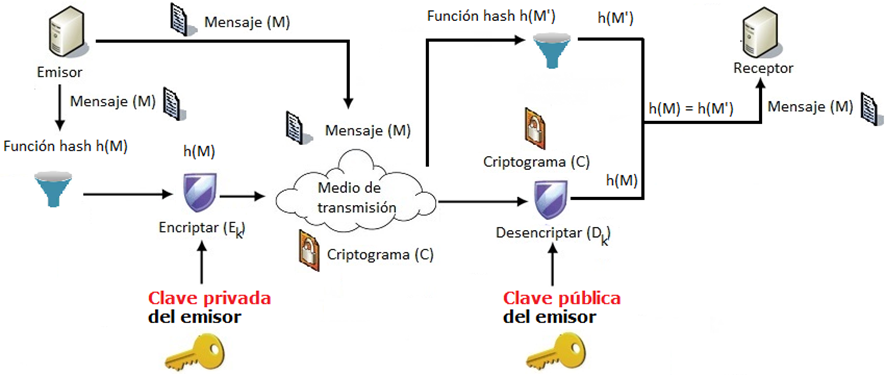 Mensaje (M)
Emisor
Mensaje (M)
Función hash h(M)
h(M)
Encriptar (Ek)
Clave privada
del emisor
Mensaje (M)
Medio de
transmisión
Criptograma (C)
Función hash h(M')
h(M')
Criptograma (C)
h(M)
Desencriptar (Dk)
Clave pública
del emisor
h(M) = h(M')
Receptor
Mensaje (M)